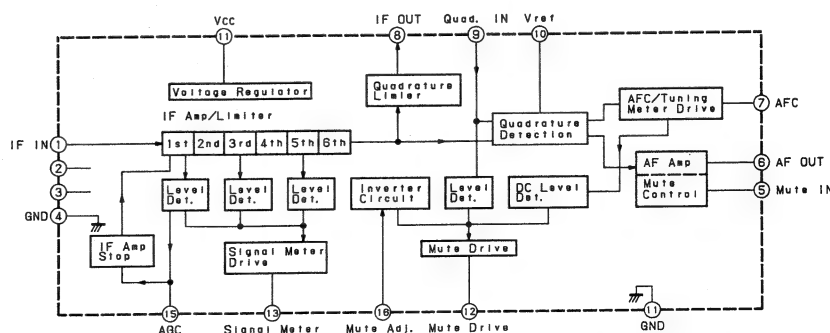 Vcc
IF OUT
Quad. IN
Vref
11
8
9
10
Voltage Regulator
Quadrature
Limier
IF Amp/Limiter
AFC/Tuning
Meter Drive
7 AFC
Quadrature
Detection
IF IN 1
1st 2nd 3rd 4th 5th 6th
2
3
GND 4
AF Amp
6 AF OUT
Mute
Control
5 Mute IN
Level
Det.
Level
Det.
Level
Det.
Inverter
Circuit
Level
Det.
DC Level
Det.
IF Amp
Stop
Signal Meter
Drive
Mute Drive
15
13
16
12
11
AGC
Signal Meter
Mute Adj.
Mute Drive
GND